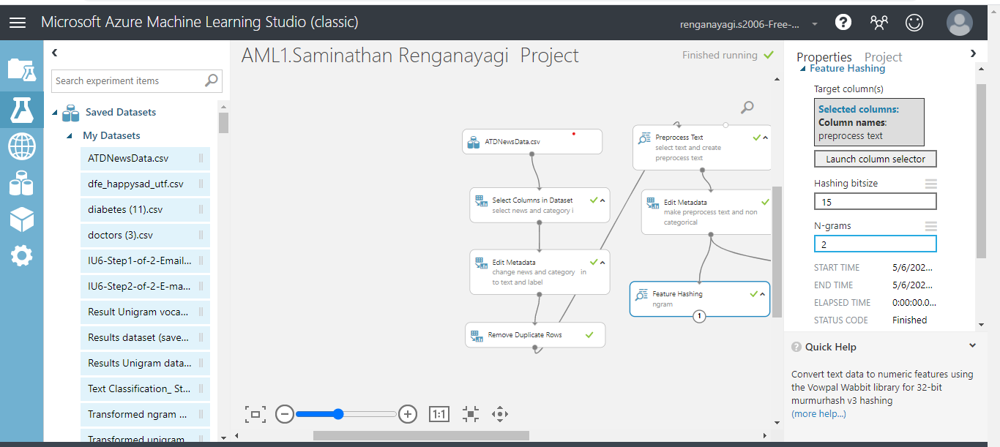 Microsoft Azure Machine Learning Studio (classic)
renganayagi.s2006-Free-...
?
AML1.Saminathan Renganayagi Project
Finished running
Search experiment items
Saved Datasets
My Datasets
ATDNewsData.csv
dfe_happysad_utf.csv
diabetes (11).csv
doctors (3).csv
IU6-Step1-of-2-Email...
IU6-Step2-of-2-E-ma...
Result Unigram voca...
Results dataset (save...
Results Unigram data...
Text Classification_ St...
Transformed ngram ...
Transformed unigram
ATDNewsData.csv
Select Columns in Dataset
select news and category i
Edit Metadata
change news and category in
to text and label
Remove Duplicate Rows
Preprocess Text
select text and create
preprocess text
Edit Metadata
make preprocess text and non
categorical
Feature Hashing
ngram
1
1:1
Properties Project
Feature Hashing
Target column(s)
Selected columns:
Column names:
preprocess text
Launch column selector
Hashing bitsize
15
N-grams
2
START TIME 5/6/202...
END TIME 5/6/202...
ELAPSED TIME 0:00:00.0...
STATUS CODE Finished
? Quick Help
Convert text data to numeric features using
the Vowpal Wabbit library for 32-bit
murmurhash v3 hashing
(more help...)